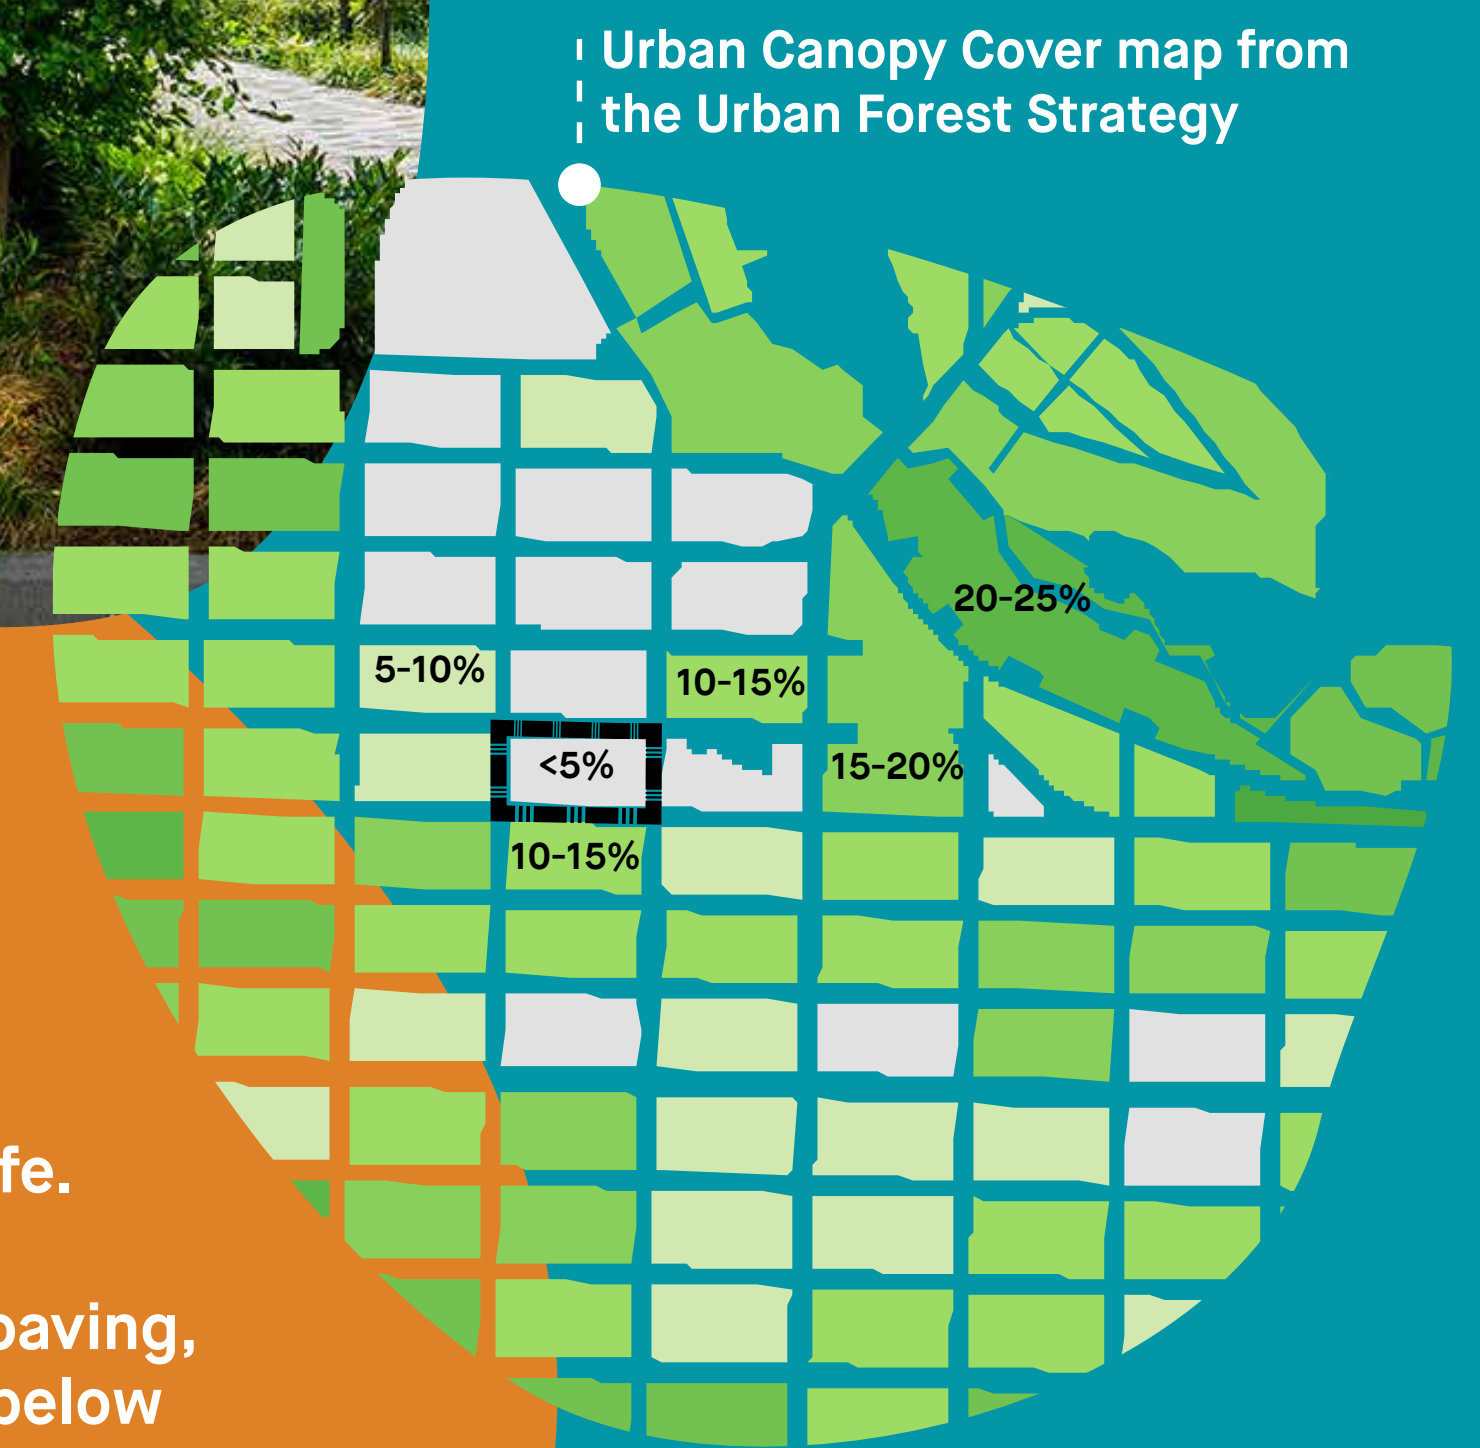 Urban Canopy Cover map from
the Urban Forest Strategy
20-25%
5-10%
10-15%
<5%
15-20%
10-15%
fe.
paving,
below